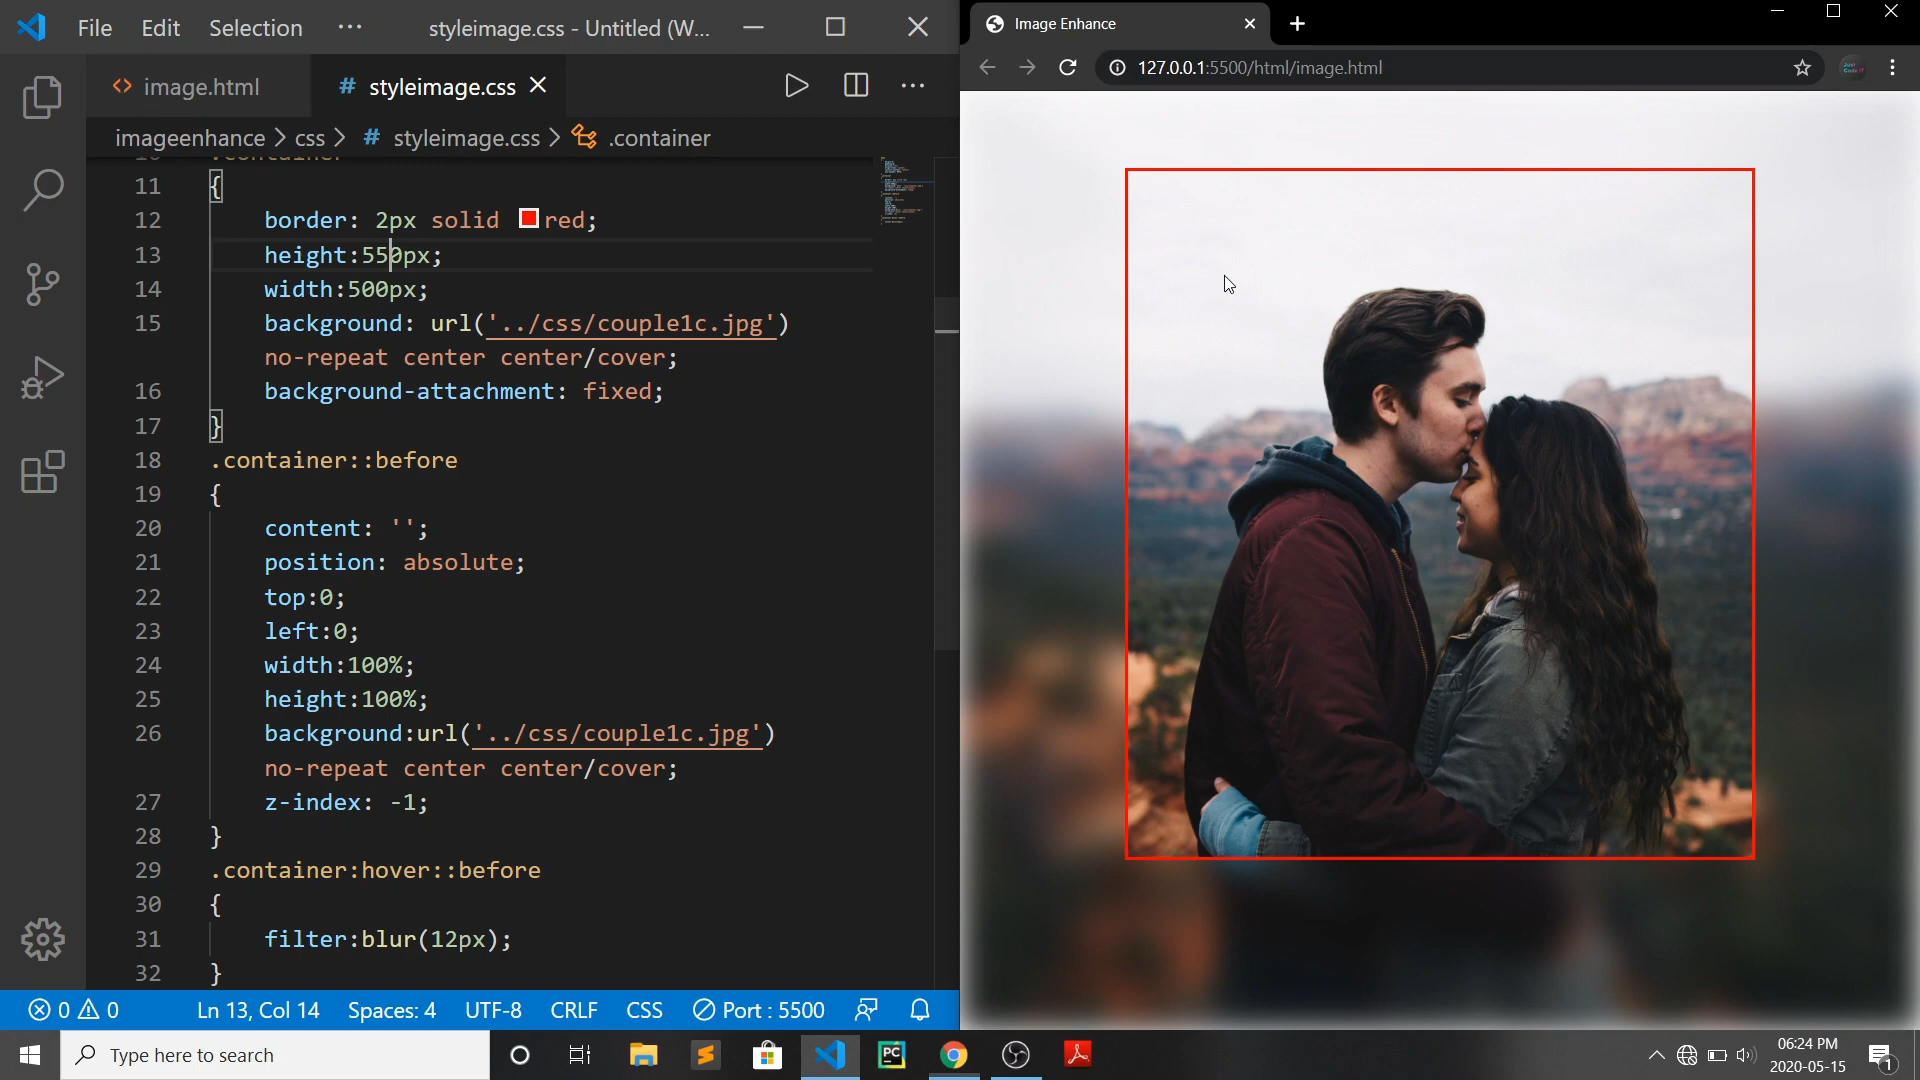 File Edit Selection ··· styleimage.css - Untitled (W...
image.html
styleimage.css
imageenhance > css > # styleimage.css > .container
10 .container
11 {
12 border: 2px solid red;
13 height:550px;
14 width:500px;
15 background: url('../css/couple1c.jpg')
no-repeat center center/cover;
16 background-attachment: fixed;
17 }
18 .container::before
19 {
20 content: '';
21 position: absolute;
22 top:0;
23 left:0;
24 width:100%;
25 height:100%;
26 background:url('../css/couple1c.jpg')
no-repeat center center/cover;
27 z-index: -1;
28 }
29 .container:hover::before
30 {
31 filter:blur(12px);
32 }
0 0 Ln 13, Col 14 Spaces: 4 UTF-8 CRLF CSS Port : 5500
Image Enhance
127.0.0.1:5500/html/image.html
Type here to search
PC
06:24 PM
2020-05-15
1